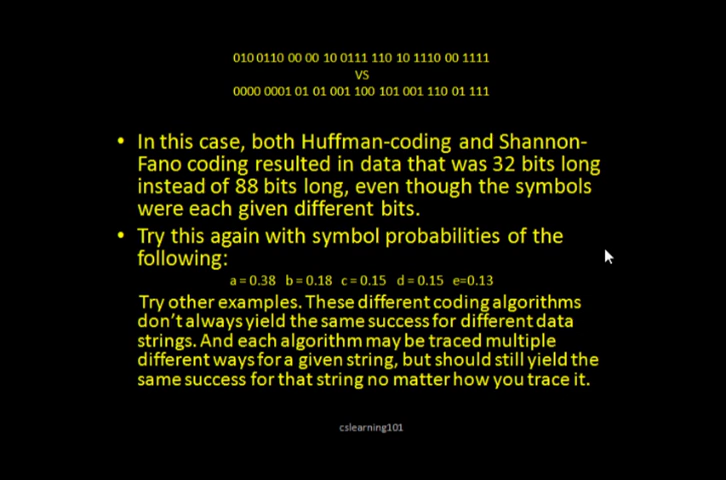 010 0110 00 00 10 0111 110 10 1110 00 1111
VS
0000 0001 01 01 001 100 101 001 110 01 111
• In this case, both Huffman-coding and Shannon-
Fano coding resulted in data that was 32 bits long
instead of 88 bits long, even though the symbols
were each given different bits.
• Try this again with symbol probabilities of the
following:
a = 0.38 b = 0.18 c = 0.15 d = 0.15 e=0.13
Try other examples. These different coding algorithms
don't always yield the same success for different data
strings. And each algorithm may be traced multiple
different ways for a given string, but should still yield the
same success for that string no matter how you trace it.
cslearning101